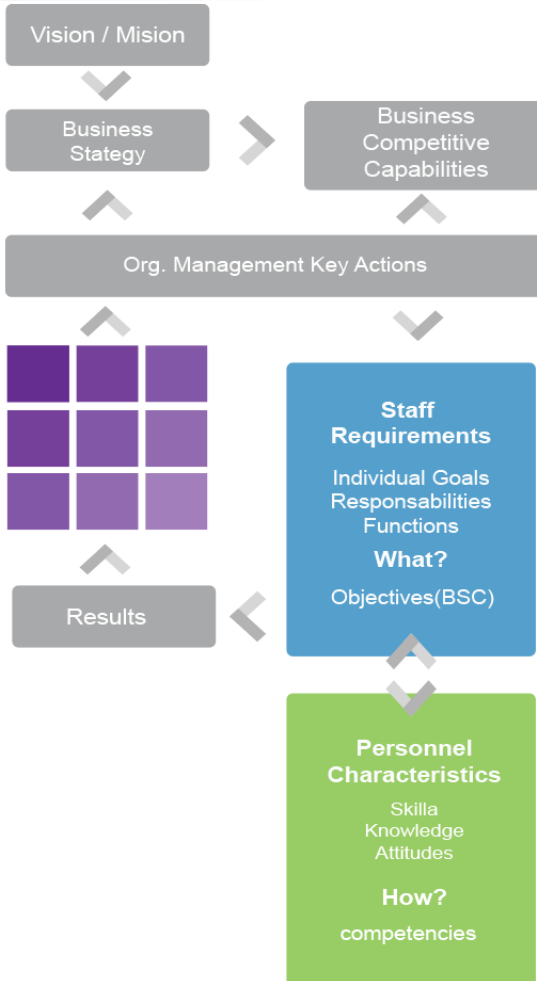 Vision / Mision
Business
Stategy
Business
Competitive
Capabilities
Org. Management Key Actions
Staff
Requirements
Individual Goals
Responsabilities
Functions
What?
Objectives(BSC)
Results
Personnel
Characteristics
Skilla
Knowledge
Attitudes
How?
competencies